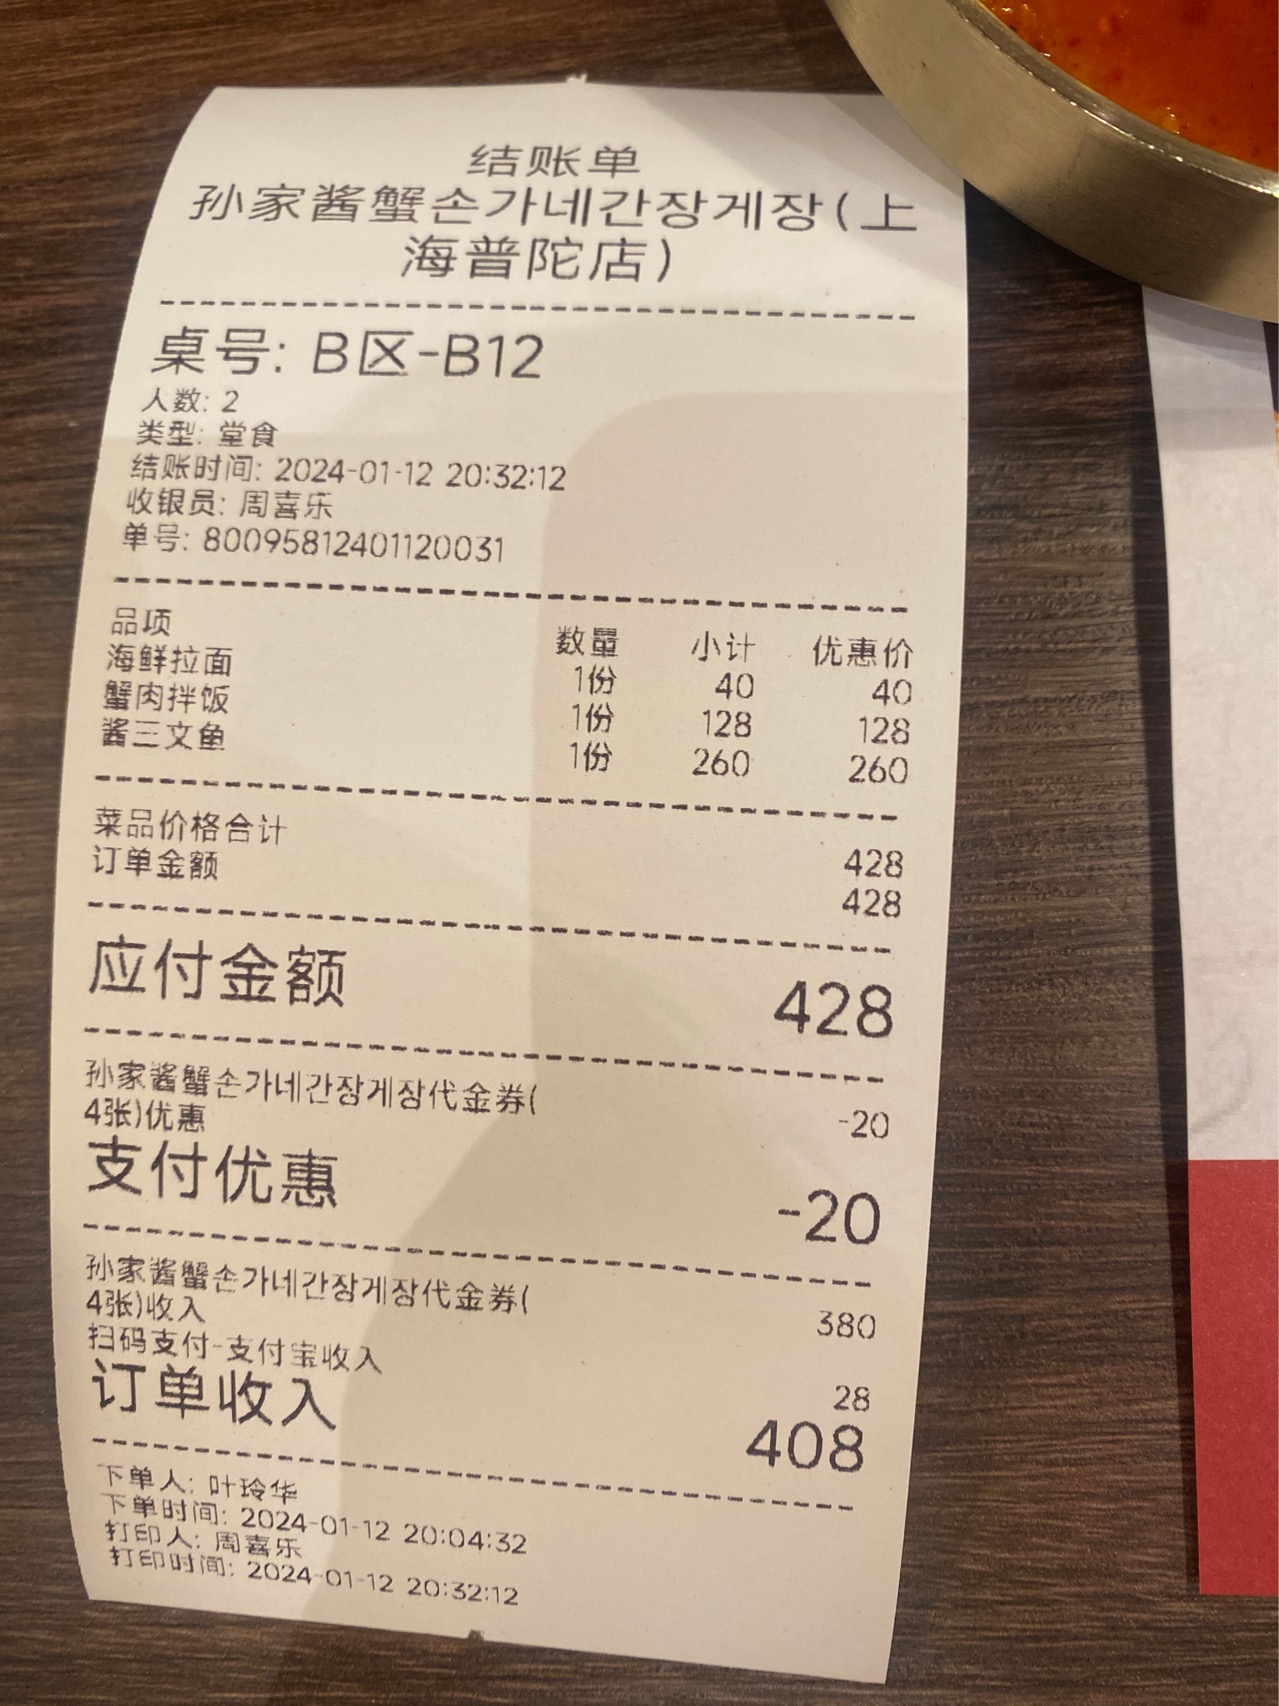 结账单
孙家酱蟹손가네간장게장(上
海普陀店)
桌号: B区-B12
人数: 2
类型: 堂食
结账时间: 2024-01-12 20:32:12
收银员: 周喜乐
单号: 80095812401120031
品项 数量 小计 优惠价
海鲜拉面 1份 40 40
蟹肉拌饭 1份 128 128
酱三文鱼 1份 260 260
菜品价格合计 428
订单金额 428
应付金额 428
孙家酱蟹손가네간장게장代金券(
4张)优惠 -20
支付优惠 -20
孙家酱蟹손가네간장게장代金券(
4张)收入 380
扫码支付-支付宝收入 28
订单收入 408
下单人: 叶玲华
下单时间: 2024-01-12 20:04:32
打印人: 周喜乐
打印时间: 2024-01-12 20:32:12